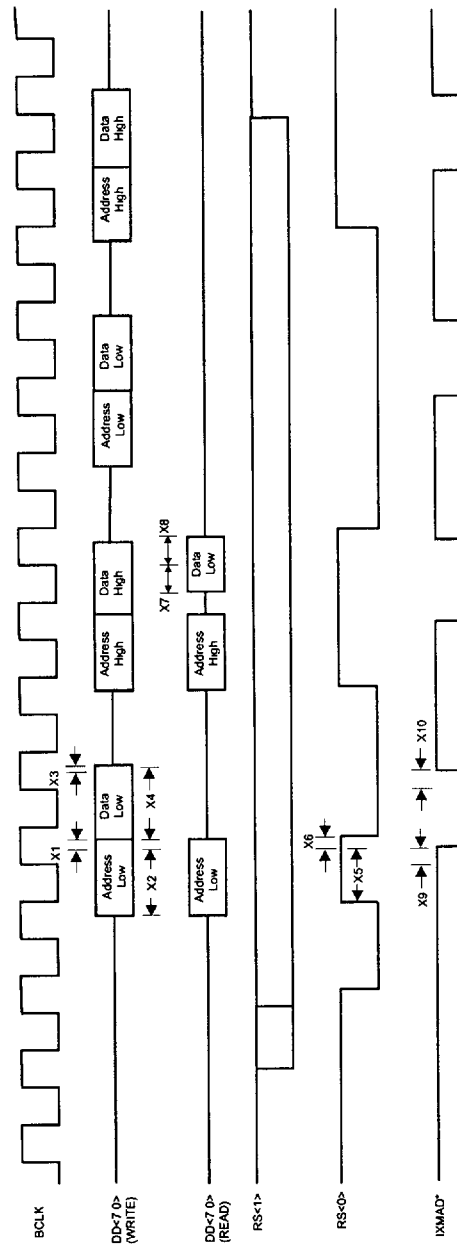 BCLK
DD<7 0>
(WRITE)
Address
Low
Data
Low
Address
High
Data
High
Address
Low
Data
Low
Address
High
Data
High
X1
X3
X2
X4
DD<7 0>
(READ)
Address
Low
Address
High
Data
Low
X7
X8
RS<1>
RS<0>
X6
X5
IXMAD*
X9
X10